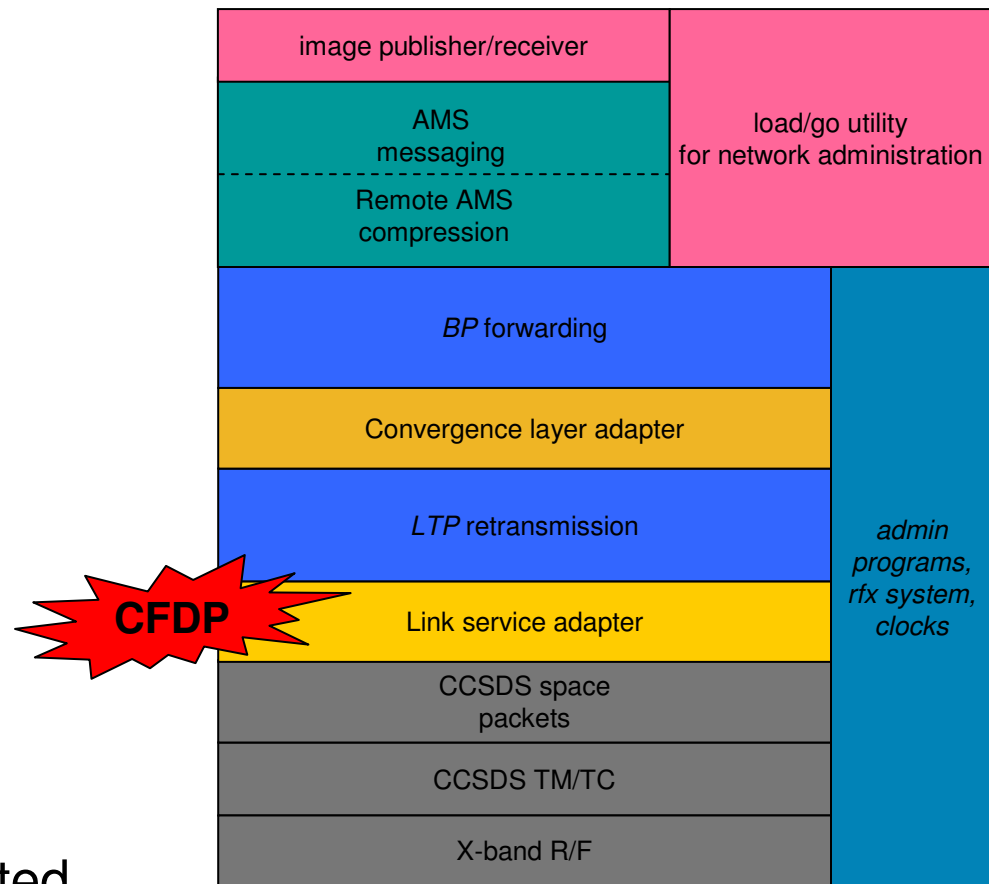 image publisher/receiver
AMS
messaging
Remote AMS
compression
load/go utility
for network administration
BP forwarding
Convergence layer adapter
LTP retransmission
CFDP
Link service adapter
admin
programs,
rfx system,
clocks
CCSDS space
packets
CCSDS TM/TC
X-band R/F
ted